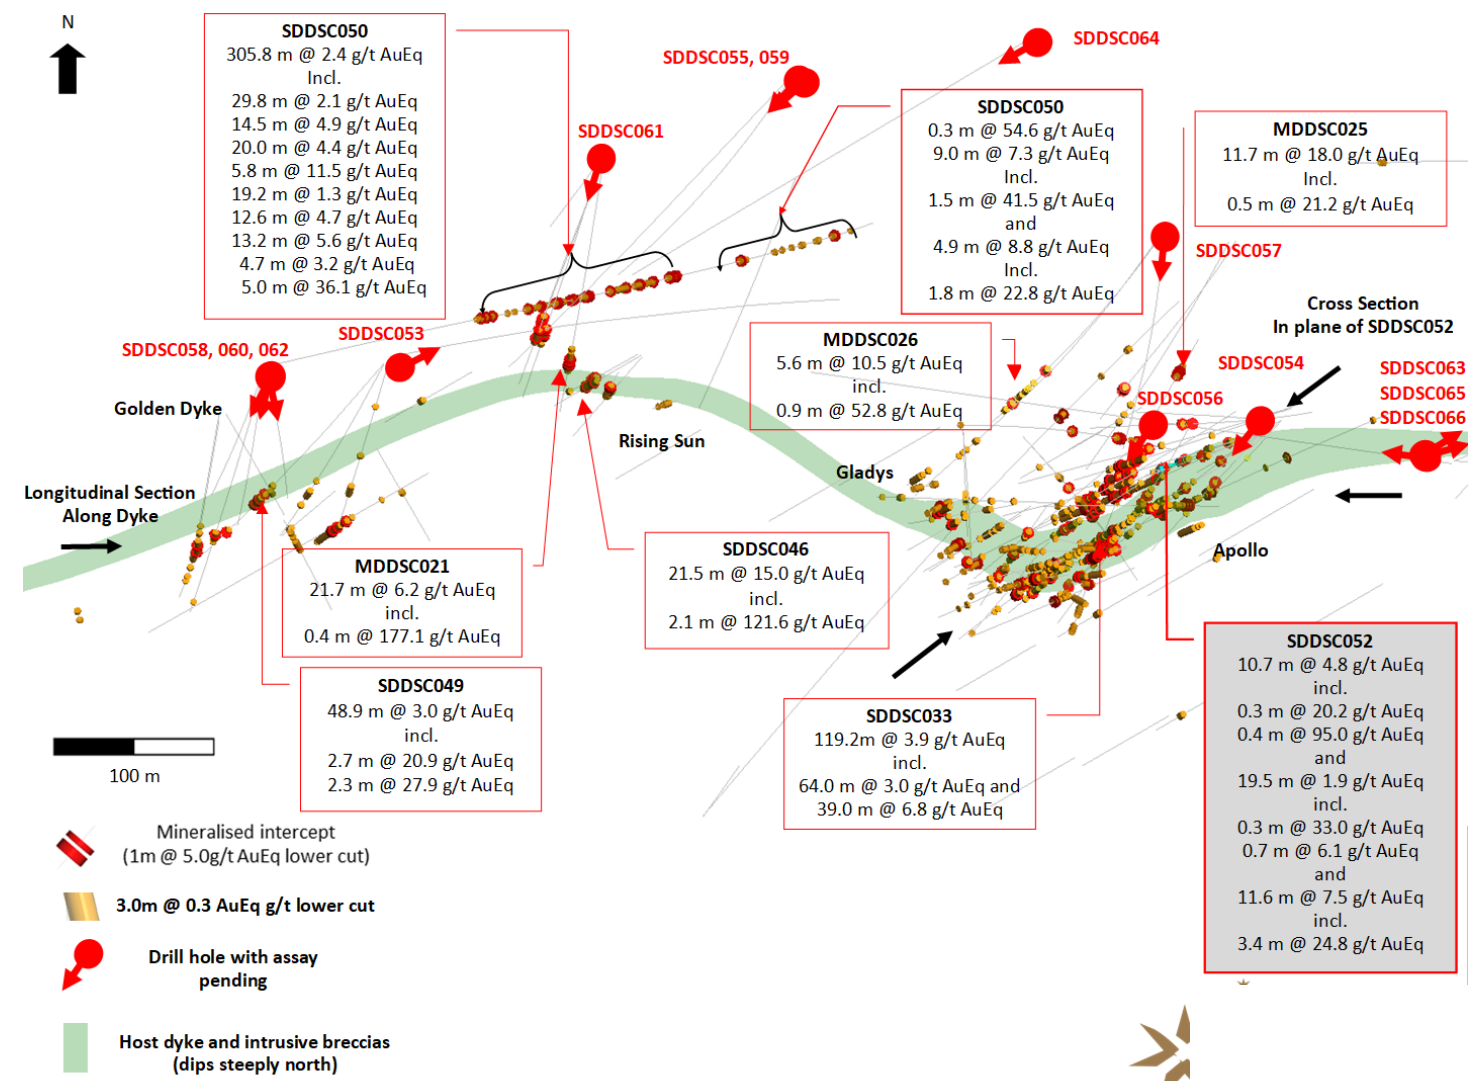 N
SDDSC050
305.8 m @ 2.4 g/t AuEq
Incl.
29.8 m @ 2.1 g/t AuEq
14.5 m @ 4.9 g/t AuEq
20.0 m @ 4.4 g/t AuEq
5.8 m @ 11.5 g/t AuEq
19.2 m @ 1.3 g/t AuEq
12.6 m @ 4.7 g/t AuEq
13.2 m @ 5.6 g/t AuEq
4.7 m @ 3.2 g/t AuEq
5.0 m @ 36.1 g/t AuEq
SDDSC055, 059
SDDSC064
SDDSC061
SDDSC050
0.3 m @ 54.6 g/t AuEq
9.0 m @ 7.3 g/t AuEq
Incl.
1.5 m @ 41.5 g/t AuEq
and
4.9 m @ 8.8 g/t AuEq
Incl.
1.8 m @ 22.8 g/t AuEq
MDDSC025
11.7 m @ 18.0 g/t AuEq
Incl.
0.5 m @ 21.2 g/t AuEq
SDDSC057
Cross Section
In plane of SDDSC052
SDDSC053
SDDSC058, 060, 062
MDDSC026
5.6 m @ 10.5 g/t AuEq
incl.
0.9 m @ 52.8 g/t AuEq
SDDSC054
SDDSC063
SDDSC065
SDDSC066
SDDSC056
Golden Dyke
Rising Sun
Gladys
Longitudinal Section
Along Dyke
Apollo
MDDSC021
21.7 m @ 6.2 g/t AuEq
incl.
0.4 m @ 177.1 g/t AuEq
SDDSC046
21.5 m @ 15.0 g/t AuEq
incl.
2.1 m @ 121.6 g/t AuEq
SDDSC049
48.9 m @ 3.0 g/t AuEq
incl.
2.7 m @ 20.9 g/t AuEq
2.3 m @ 27.9 g/t AuEq
SDDSC033
119.2m @ 3.9 g/t AuEq
incl.
64.0 m @ 3.0 g/t AuEq and
39.0 m @ 6.8 g/t AuEq
SDDSC052
10.7 m @ 4.8 g/t AuEq
incl.
0.3 m @ 20.2 g/t AuEq
0.4 m @ 95.0 g/t AuEq
and
19.5 m @ 1.9 g/t AuEq
incl.
0.3 m @ 33.0 g/t AuEq
0.7 m @ 6.1 g/t AuEq
and
11.6 m @ 7.5 g/t AuEq
incl.
3.4 m @ 24.8 g/t AuEq
100 m
Mineralised intercept
(1m @ 5.0g/t AuEq lower cut)
3.0m @ 0.3 AuEq g/t lower cut
Drill hole with assay
pending
Host dyke and intrusive breccias
(dips steeply north)